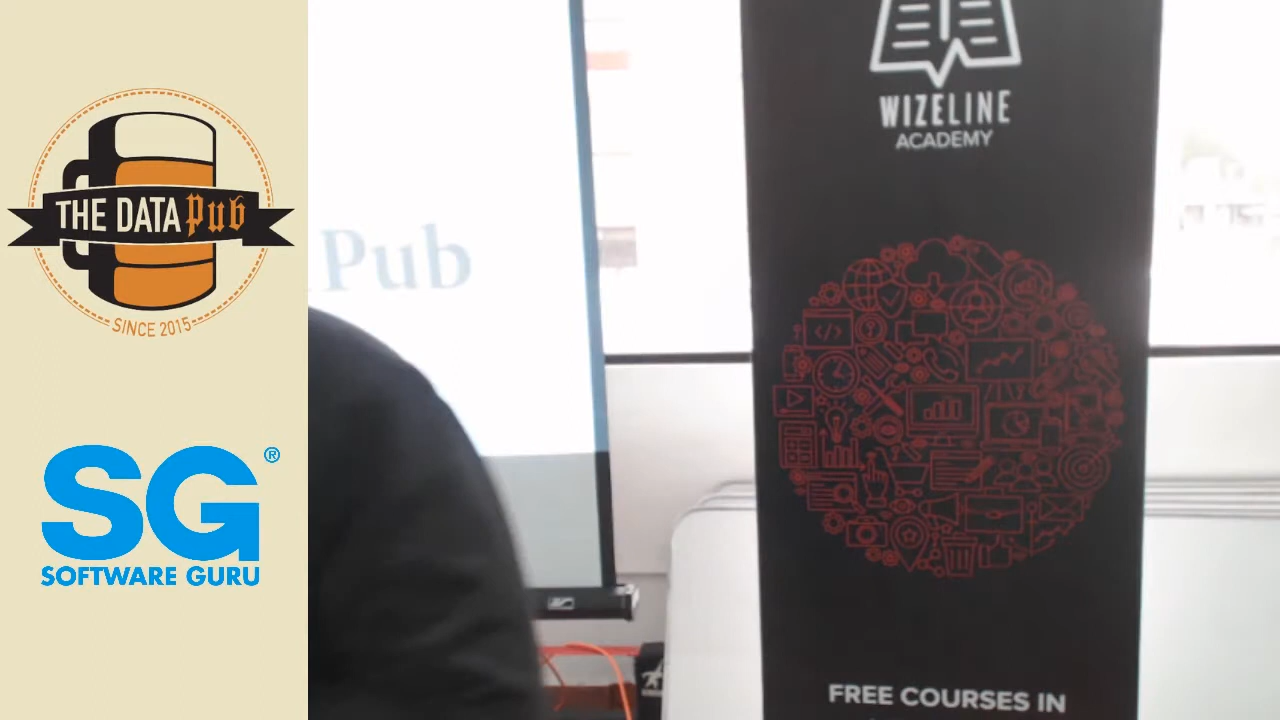 THE DATA Pub
SINCE 2015
SG®
SOFTWARE GURU
Pub
WIZELINE
ACADEMY
FREE COURSES IN